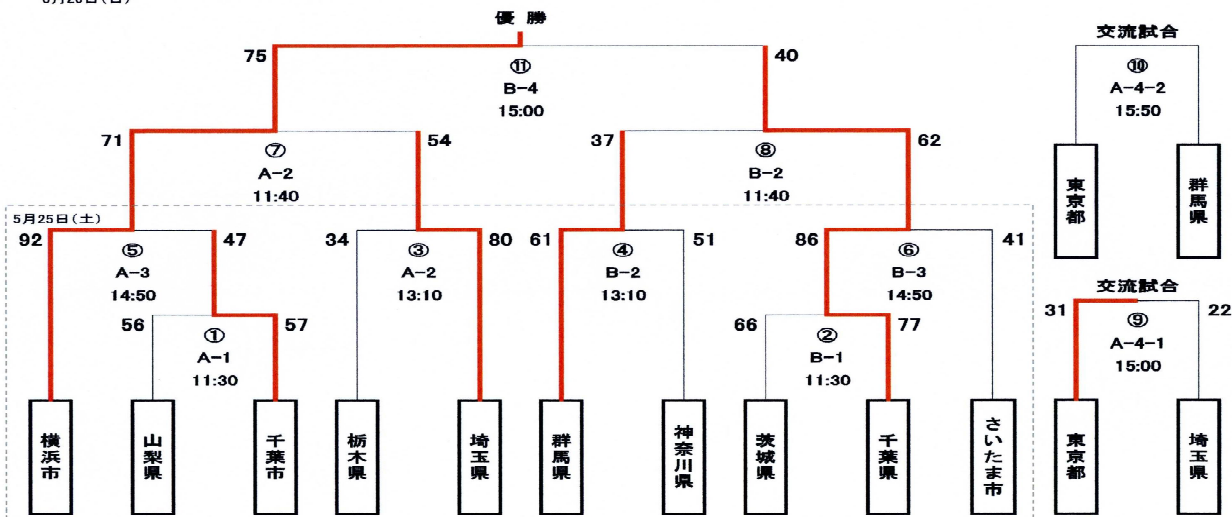 優勝
75
40
⑪
B-4
15:00
71
54
⑦
A-2
11:40
37
62
⑧
B-2
11:40
5月25日(土)
92
47
⑤
A-3
14:50
34
80
③
A-2
13:10
61
51
④
B-2
13:10
86
41
⑥
B-3
14:50
56
57
①
A-1
11:30
66
77
②
B-1
11:30
横浜市
山梨県
千葉市
栃木県
埼玉県
群馬県
神奈川県
茨城県
千葉県
さいたま市
交流試合
⑩
A-4-2
15:50
東京都
群馬県
交流試合
31
22
⑨
A-4-1
15:00
東京都
埼玉県